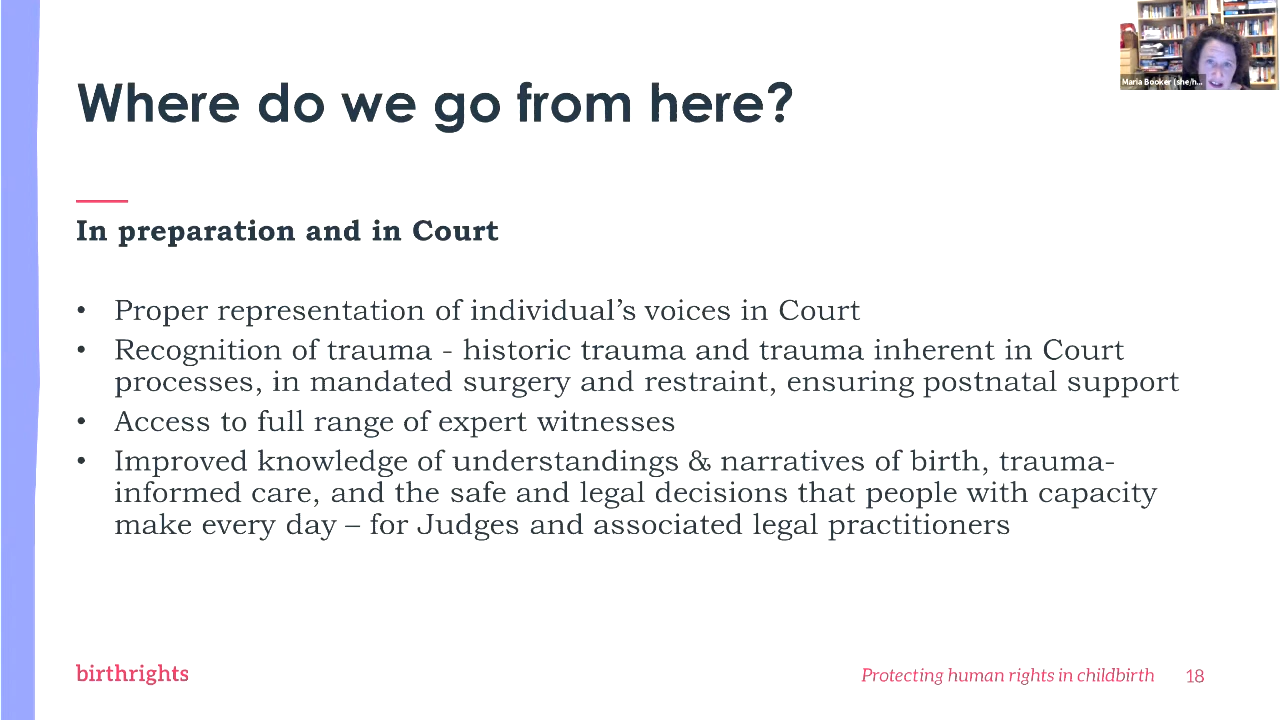 Maria Booker (she/h...
Where do we go from here?
In preparation and in Court
• Proper representation of individual's voices in Court
• Recognition of trauma - historic trauma and trauma inherent in Court
processes, in mandated surgery and restraint, ensuring postnatal support
• Access to full range of expert witnesses
• Improved knowledge of understandings & narratives of birth, trauma-
informed care, and the safe and legal decisions that people with capacity
make every day – for Judges and associated legal practitioners
birthrights
Protecting human rights in childbirth 18